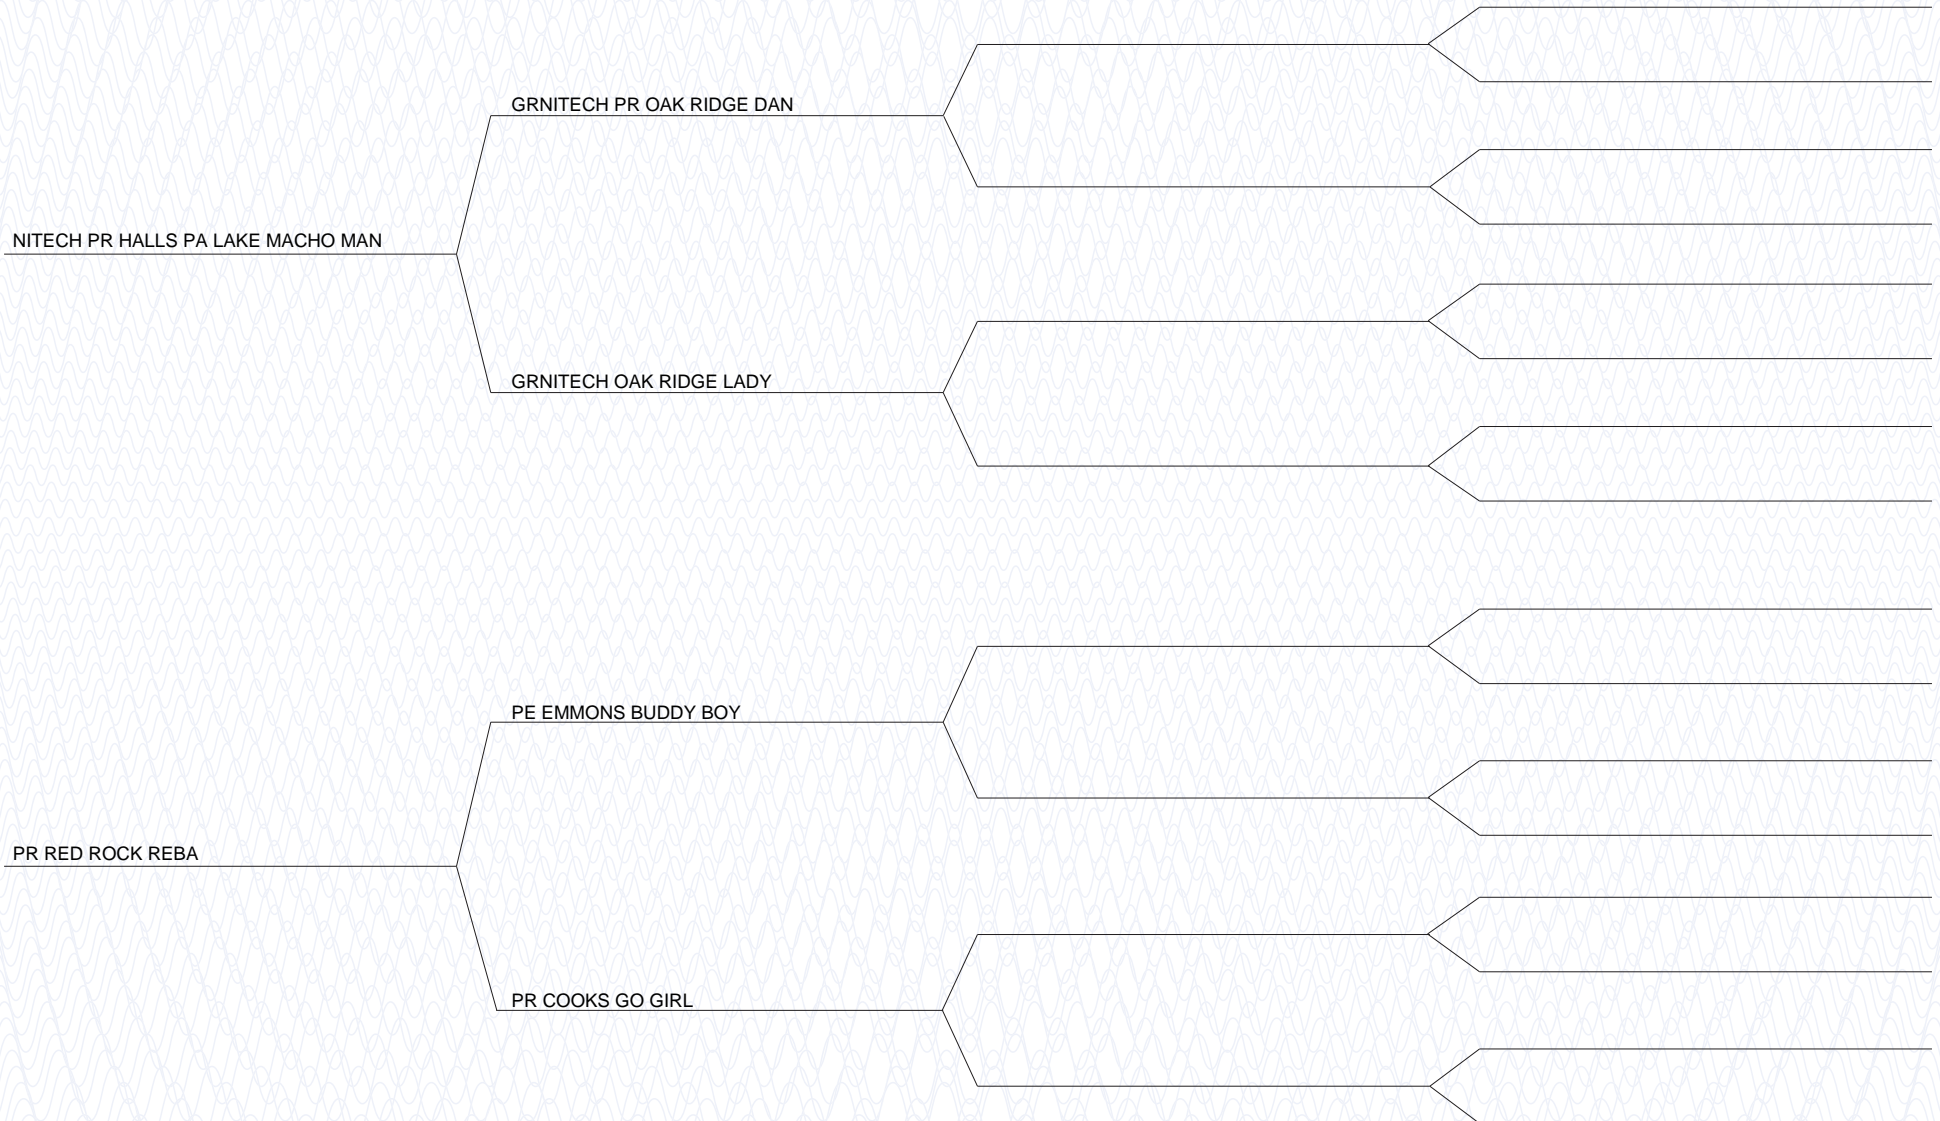 GRNITECH PR OAK RIDGE DAN
NITECH PR HALLS PA LAKE MACHO MAN
GRNITECH OAK RIDGE LADY
PE EMMONS BUDDY BOY
PR RED ROCK REBA
PR COOKS GO GIRL